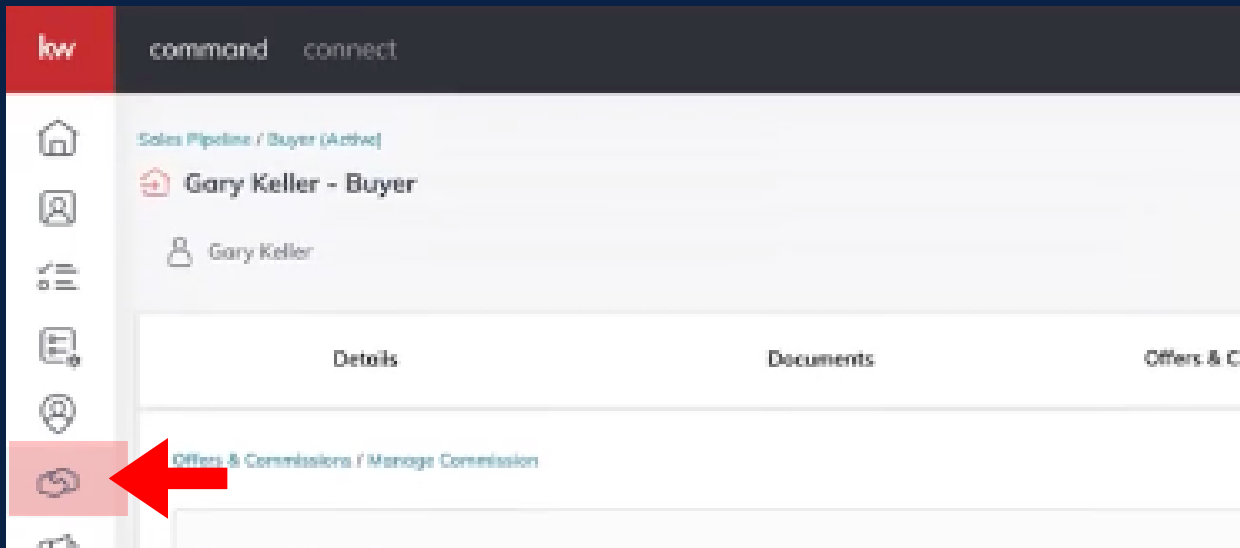 kw command connect
Sales Pipeline / Buyer (Active)
Gary Keller - Buyer
Gary Keller
Details Documents Offers & C
Offers & Commissions / Manage Commission